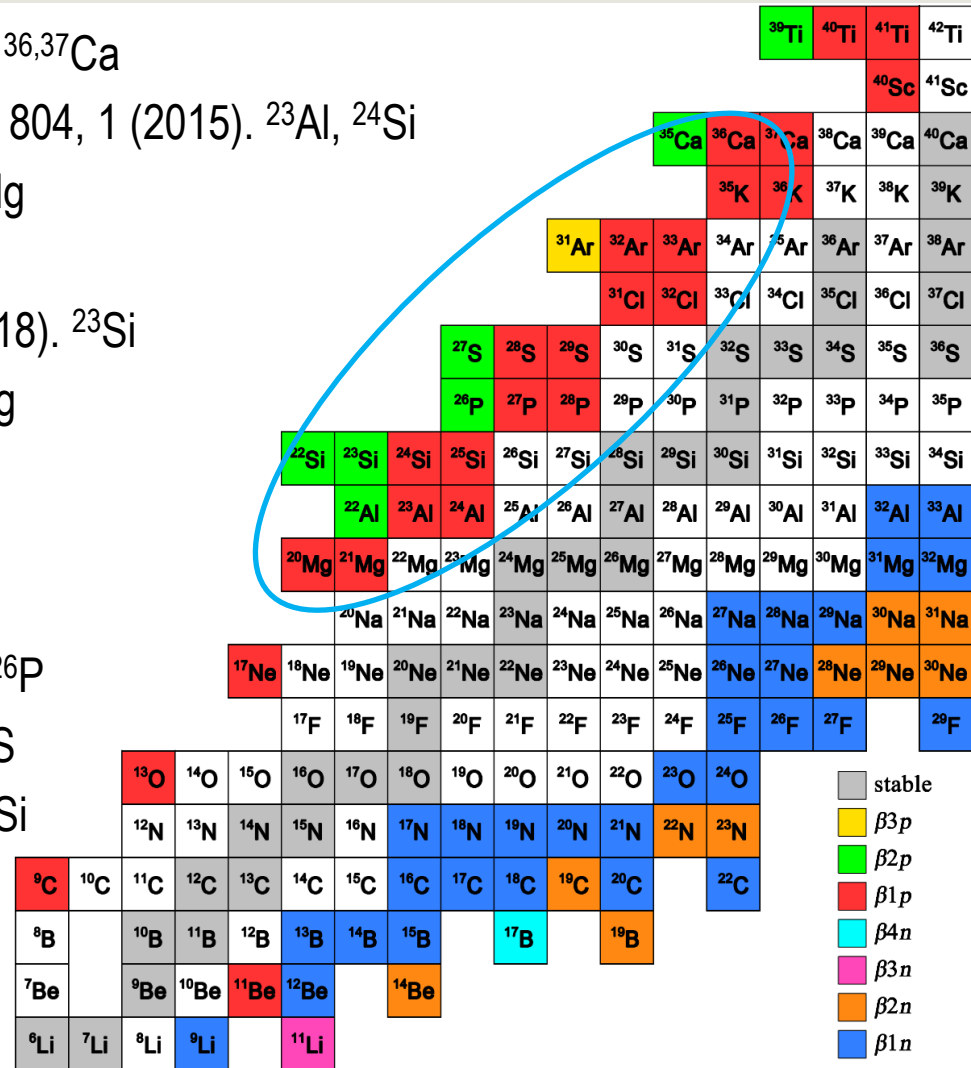 ³⁶,³⁷Ca
804, 1 (2015). ²³Al, ²⁴Si
Mg
18). ²³Si
g
²⁶P
S
Si
³⁹Ti ⁴⁰Ti ⁴¹Ti ⁴²Ti
⁴⁰Sc ⁴¹Sc
³⁵Ca ³⁶Ca ³⁷Ca ³⁸Ca ³⁹Ca ⁴⁰Ca
³⁵K ³⁶K ³⁷K ³⁸K ³⁹K
³¹Ar ³²Ar ³³Ar ³⁴Ar ³⁵Ar ³⁶Ar ³⁷Ar ³⁸Ar
³¹Cl ³²Cl ³³Cl ³⁴Cl ³⁵Cl ³⁶Cl ³⁷Cl
²⁷S ²⁸S ²⁹S ³⁰S ³¹S ³²S ³³S ³⁴S ³⁵S ³⁶S
²⁶P ²⁷P ²⁸P ²⁹P ³⁰P ³¹P ³²P ³³P ³⁴P ³⁵P
²²Si ²³Si ²⁴Si ²⁵Si ²⁶Si ²⁷Si ²⁸Si ²⁹Si ³⁰Si ³¹Si ³²Si ³³Si ³⁴Si
²²Al ²³Al ²⁴Al ²⁵Al ²⁶Al ²⁷Al ²⁸Al ²⁹Al ³⁰Al ³¹Al ³²Al ³³Al
²⁰Mg ²¹Mg ²²Mg ²³Mg ²⁴Mg ²⁵Mg ²⁶Mg ²⁷Mg ²⁸Mg ²⁹Mg ³⁰Mg ³¹Mg ³²Mg
²⁰Na ²¹Na ²²Na ²³Na ²⁴Na ²⁵Na ²⁶Na ²⁷Na ²⁸Na ²⁹Na ³⁰Na ³¹Na
¹⁷Ne ¹⁸Ne ¹⁹Ne ²⁰Ne ²¹Ne ²²Ne ²³Ne ²⁴Ne ²⁵Ne ²⁶Ne ²⁷Ne ²⁸Ne ²⁹Ne ³⁰Ne
¹⁷F ¹⁸F ¹⁹F ²⁰F ²¹F ²²F ²³F ²⁴F ²⁵F ²⁶F ²⁷F ²⁹F
¹³O ¹⁴O ¹⁵O ¹⁶O ¹⁷O ¹⁸O ¹⁹O ²⁰O ²¹O ²²O ²³O ²⁴O
¹²N ¹³N ¹⁴N ¹⁵N ¹⁶N ¹⁷N ¹⁸N ¹⁹N ²⁰N ²¹N ²²N ²³N
⁹C ¹⁰C ¹¹C ¹²C ¹³C ¹⁴C ¹⁵C ¹⁶C ¹⁷C ¹⁸C ¹⁹C ²⁰C ²²C
⁸B ¹⁰B ¹¹B ¹²B ¹³B ¹⁴B ¹⁵B ¹⁷B ¹⁹B
⁷Be ⁹Be ¹⁰Be ¹¹Be ¹²Be ¹⁴Be
⁶Li ⁷Li ⁸Li ⁹Li ¹¹Li
stable
β3p
β2p
β1p
β4n
β3n
β2n
β1n